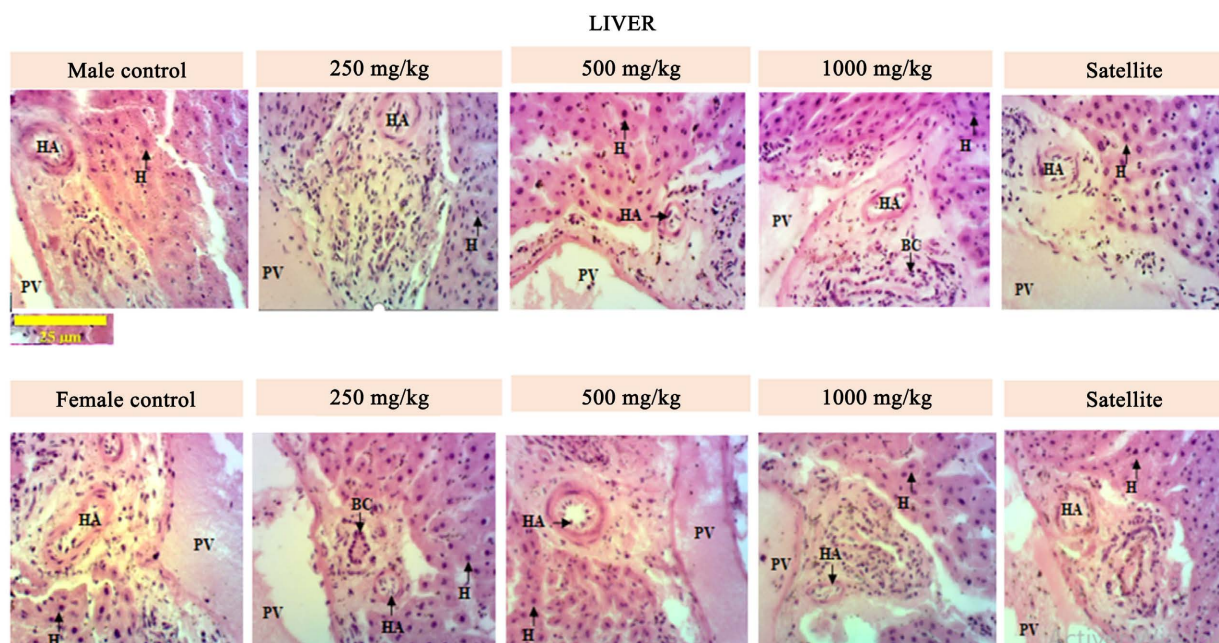 LIVER
Male control 250 mg/kg 500 mg/kg 1000 mg/kg Satellite
HA H PV
HA H PV
H HA PV
H PV HA BC
HA H PV
25 µm
Female control 250 mg/kg 500 mg/kg 1000 mg/kg Satellite
HA PV H
BC H PV HA
HA PV H
H PV HA
H HA PV